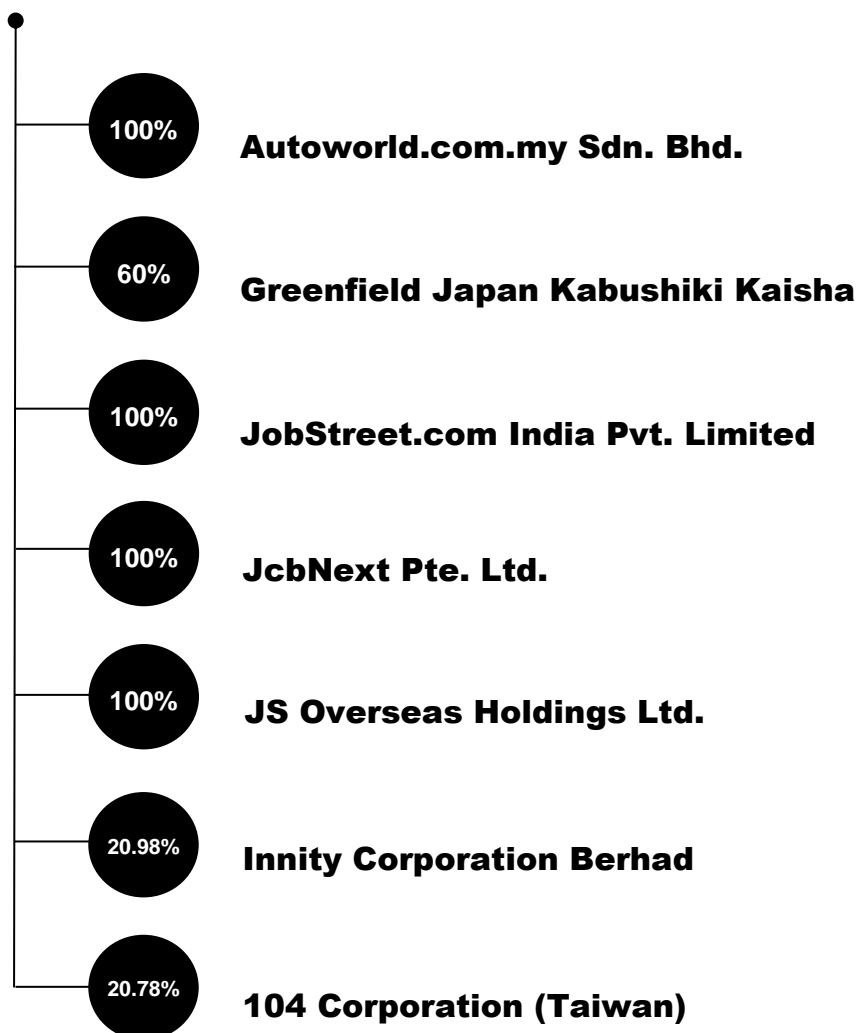 100%
Autoworld.com.my Sdn. Bhd.
60%
Greenfield Japan Kabushiki Kaisha
100%
JobStreet.com India Pvt. Limited
100%
JcbNext Pte. Ltd.
100%
JS Overseas Holdings Ltd.
20.98%
Innity Corporation Berhad
20.78%
104 Corporation (Taiwan)